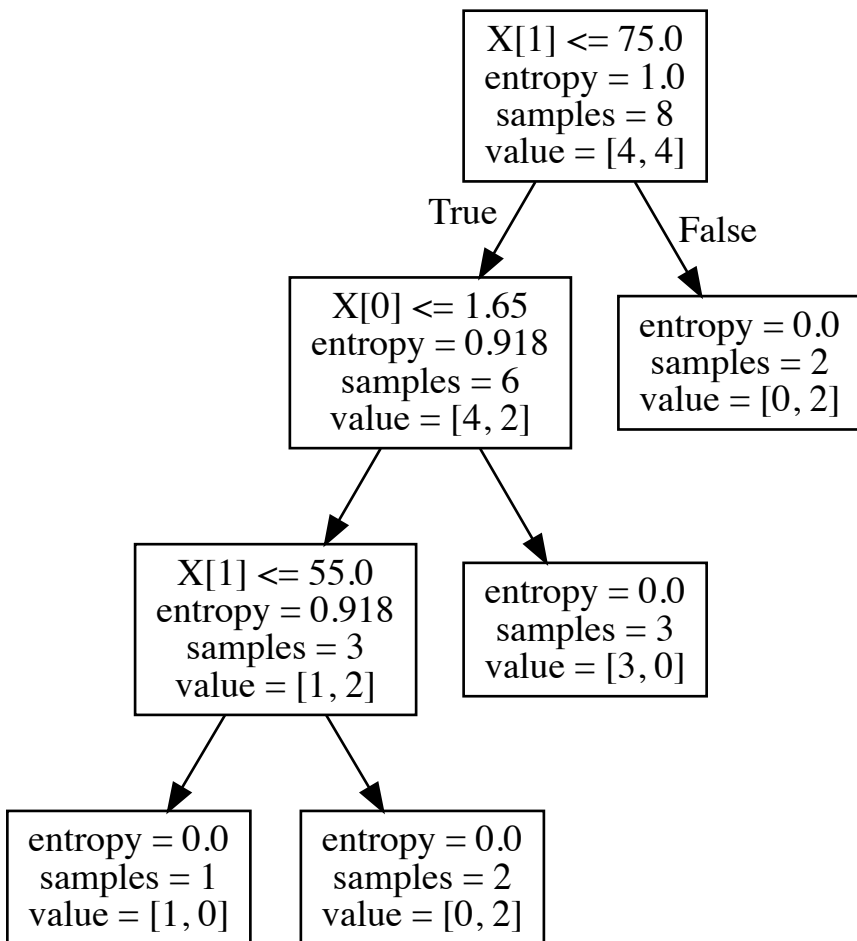 X[1] <= 75.0
entropy = 1.0
samples = 8
value = [4, 4]
True
False
X[0] <= 1.65
entropy = 0.918
samples = 6
value = [4, 2]
entropy = 0.0
samples = 2
value = [0, 2]
X[1] <= 55.0
entropy = 0.918
samples = 3
value = [1, 2]
entropy = 0.0
samples = 3
value = [3, 0]
entropy = 0.0
samples = 1
value = [1, 0]
entropy = 0.0
samples = 2
value = [0, 2]